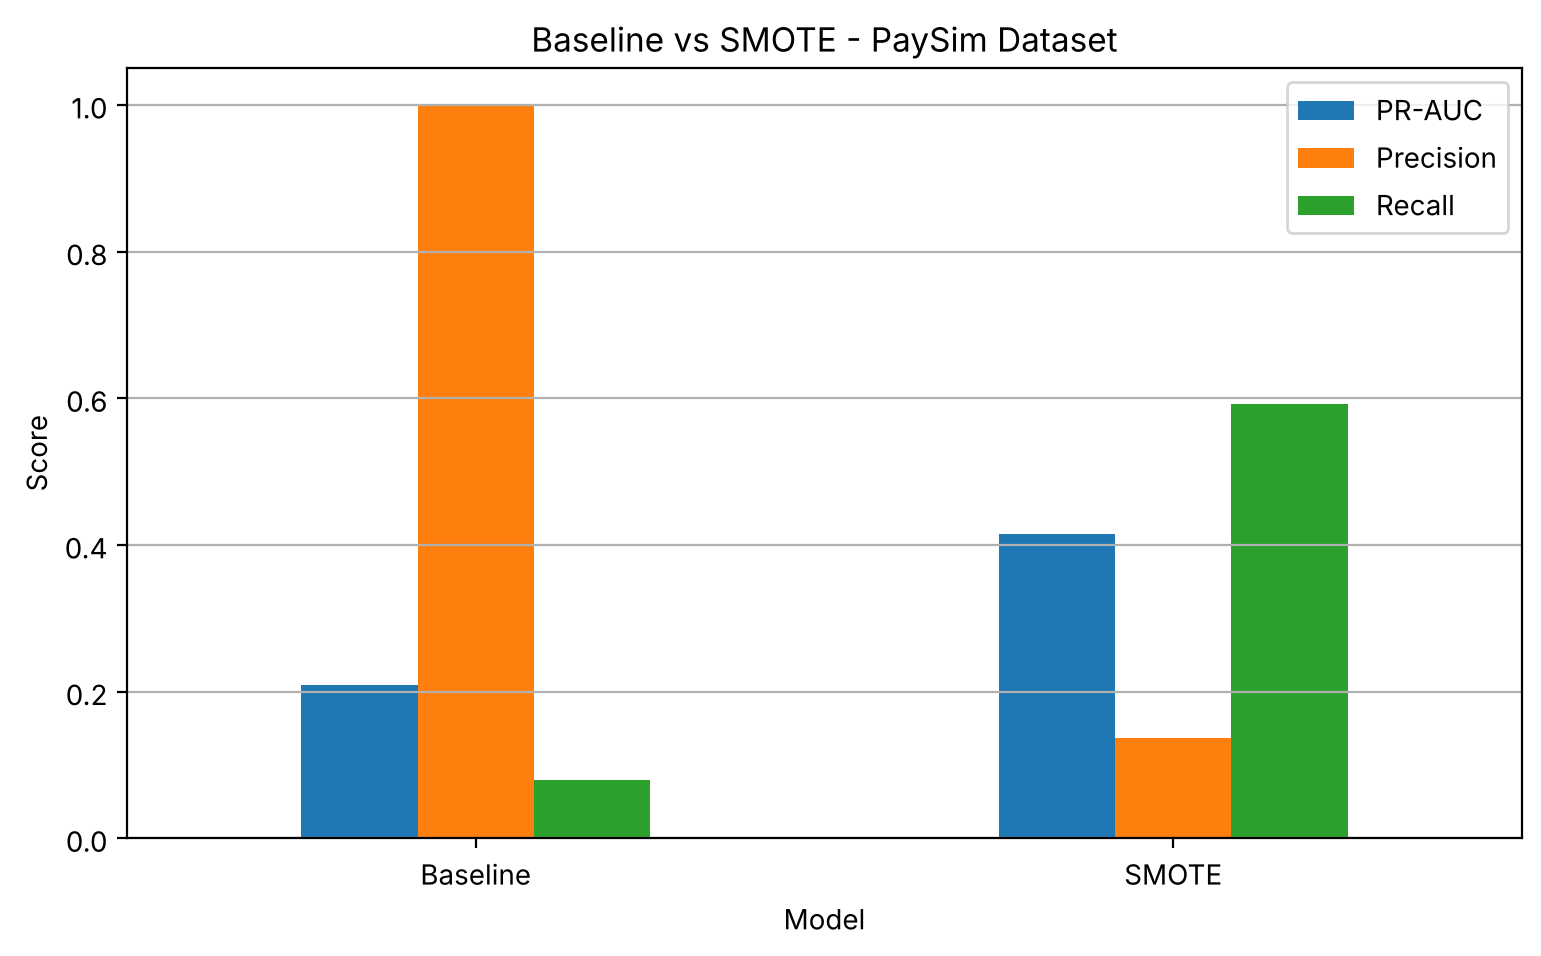 Baseline vs SMOTE - PaySim Dataset
1.0
0.8
0.6
0.4
0.2
0.0
Score
PR-AUC
Precision
Recall
Baseline
SMOTE
Model